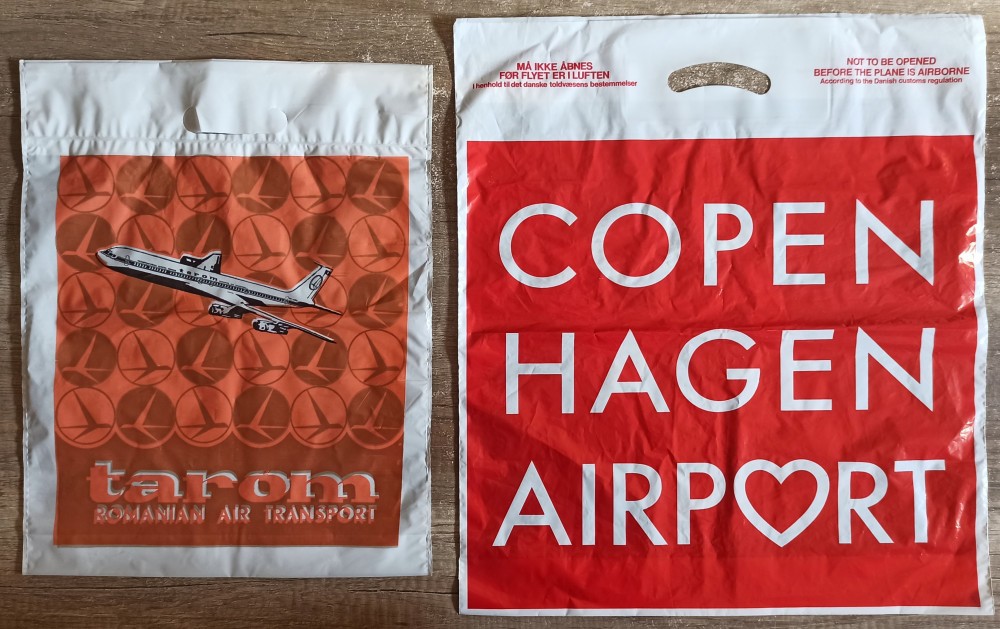 tarom
tarom
ROMANIAN AIR TRANSPORT
MÅ IKKE ÅBNES
FØR FLYET ER I LUFTEN
I henhold til det danske toldvæsens bestemmelser
NOT TO BE OPENED
BEFORE THE PLANE IS AIRBORNE
According to the Danish customs regulation
COPEN
HAGEN
AIRPORT